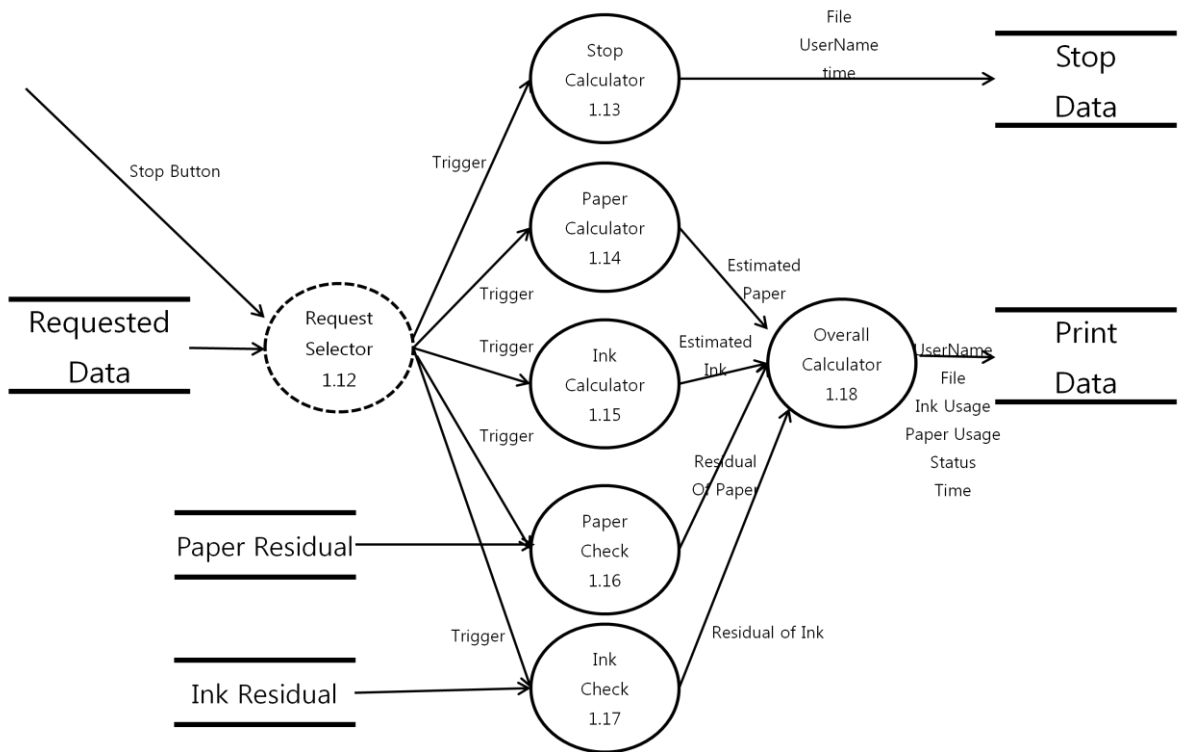 File
UserName
time
Stop
Calculator
1.13
Stop
Data
Stop Button
Trigger
Paper
Calculator
1.14
Trigger
Estimated
Paper
Requested
Data
Request
Selector
1.12
Trigger
Ink
Calculator
1.15
Estimated
Ink
Overall
Calculator
1.18
UserName
File
Ink Usage
Paper Usage
Status
Time
Print
Data
Trigger
Residual
Of Paper
Paper Residual
Paper
Check
1.16
Trigger
Residual of Ink
Ink Residual
Ink
Check
1.17